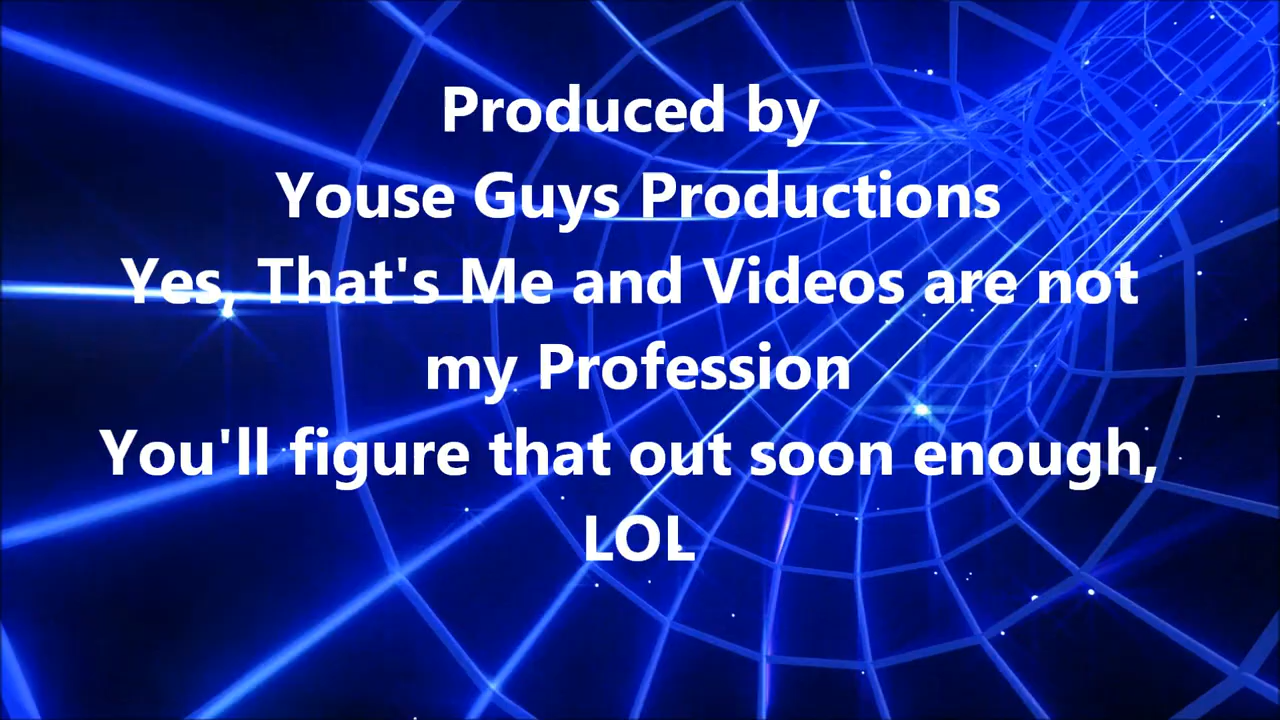 Produced by
Youse Guys Productions
Yes, That's Me and Videos are not
my Profession
You'll figure that out soon enough,
LOL